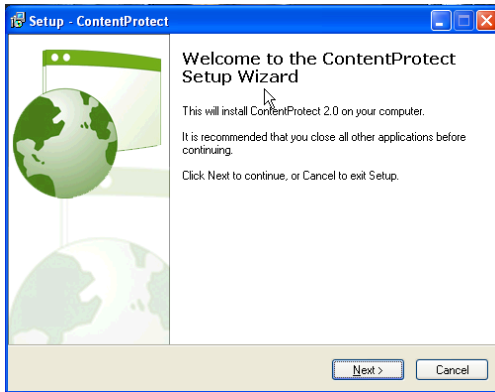 Setup - ContentProtect
Welcome to the ContentProtect
Setup Wizard
This will install ContentProtect 2.0 on your computer.
It is recommended that you close all other applications before
continuing.
Click Next to continue, or Cancel to exit Setup.
Next >
Cancel